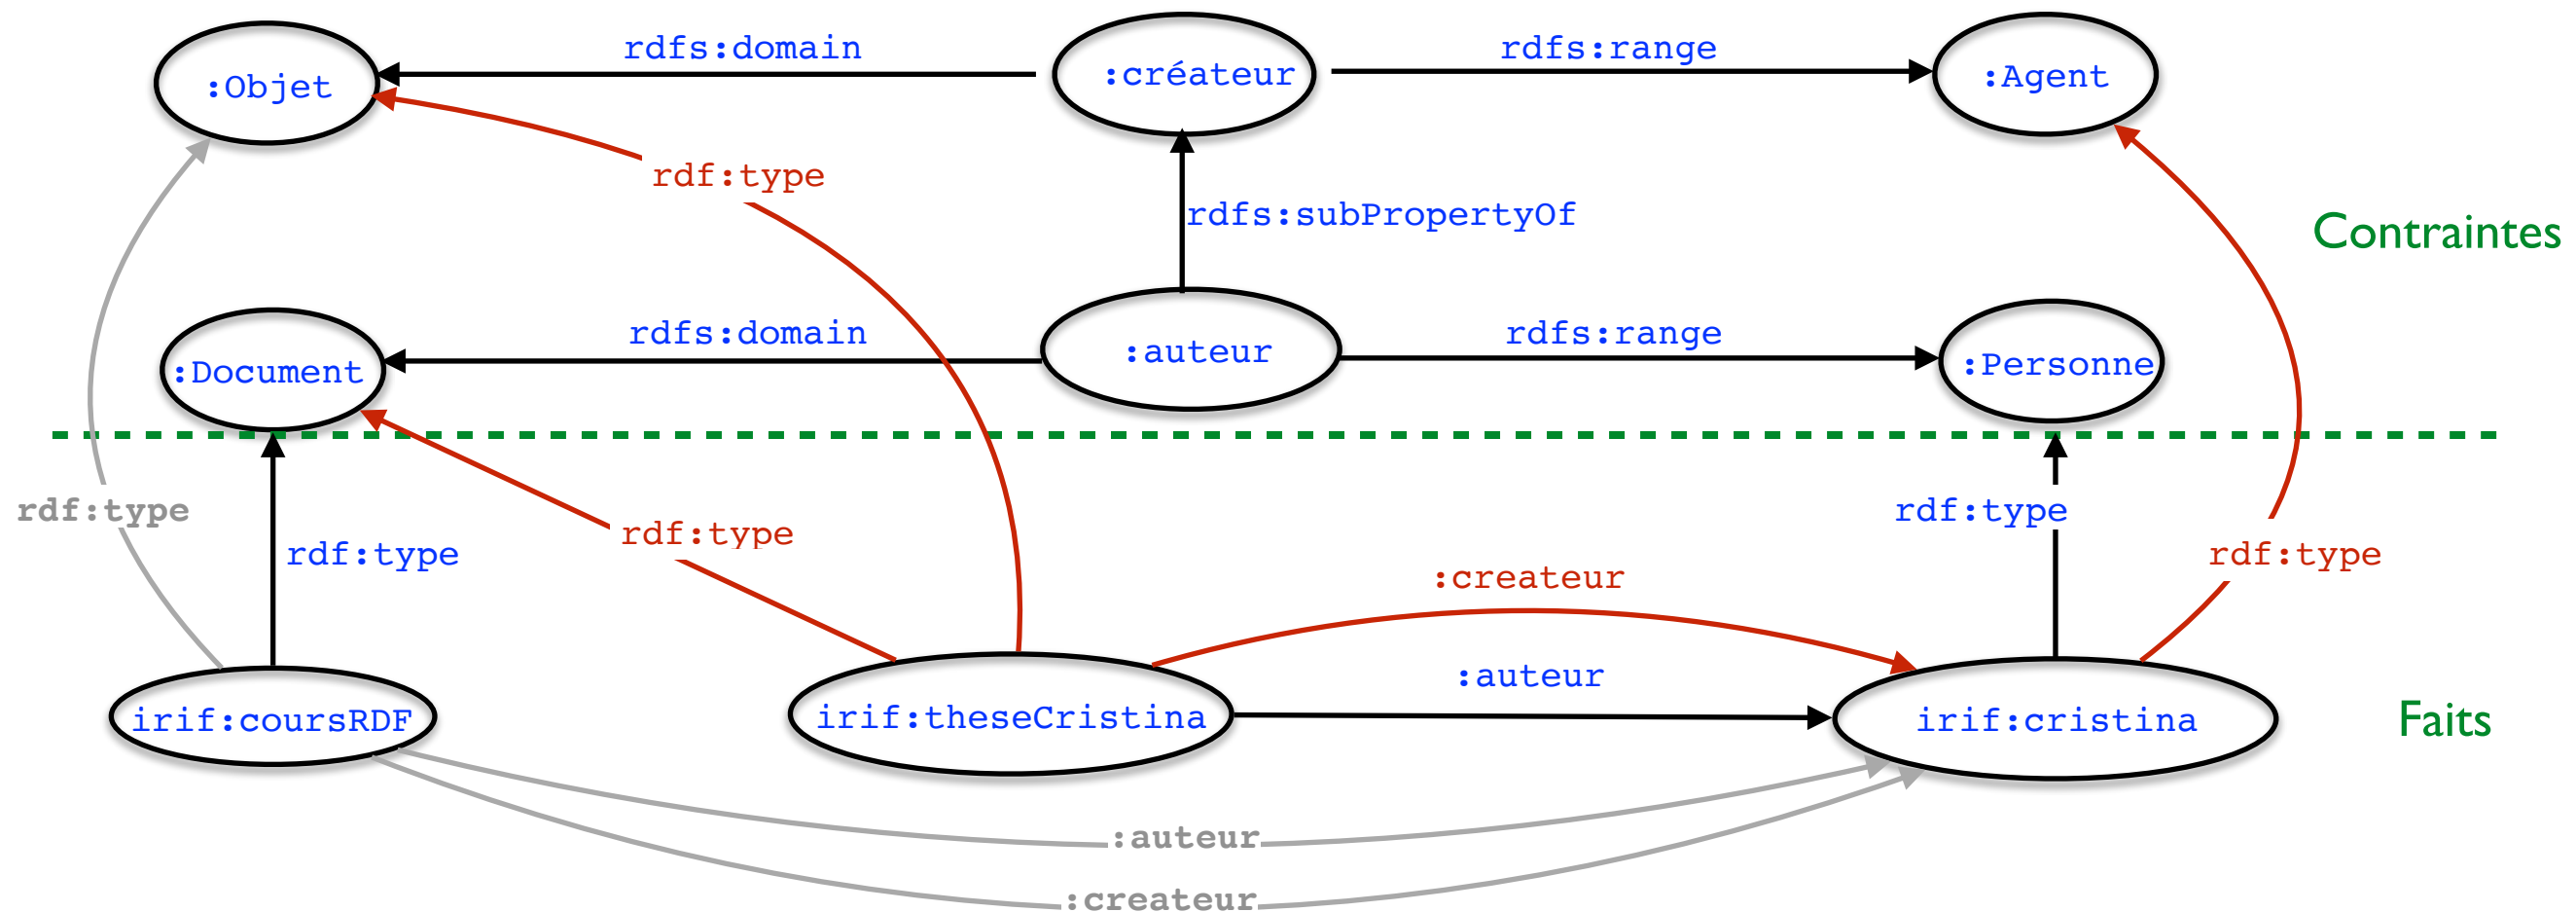 rdfs:domain
rdfs:range
:Objet
:créateur
:Agent
rdf:type
rdfs:subPropertyOf
Contraintes
rdfs:domain
rdfs:range
:Document
:auteur
:Personne
rdf:type
rdf:type
rdf:type
rdf:type
rdf:type
rdf:type
:createur
:auteur
irif:coursRDF
irif:theseCristina
irif:cristina
Faits
:auteur
:createur